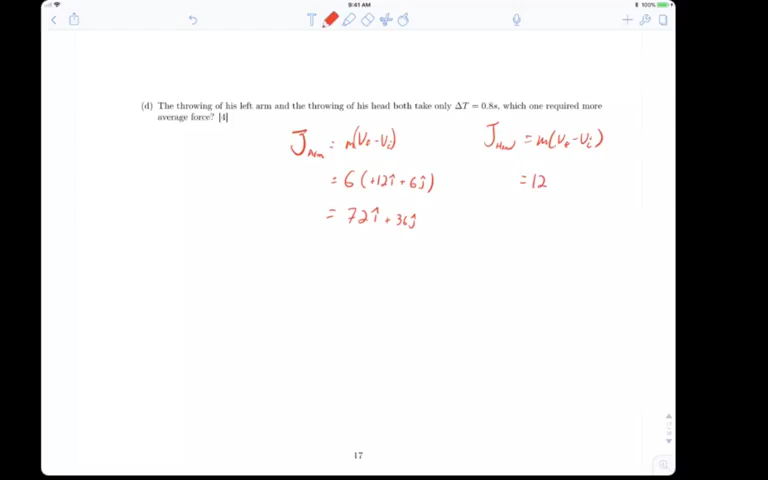 9:41 AM
100%
(d) The throwing of his left arm and the throwing of his head both take only ΔT = 0.8s, which one required more
average force? [4]
J_Arm = m(V_f - V_i)
= 6(+12î + 6ĵ)
= 72î + 36ĵ
J_Head = m(V_f - V_i)
= 12
17